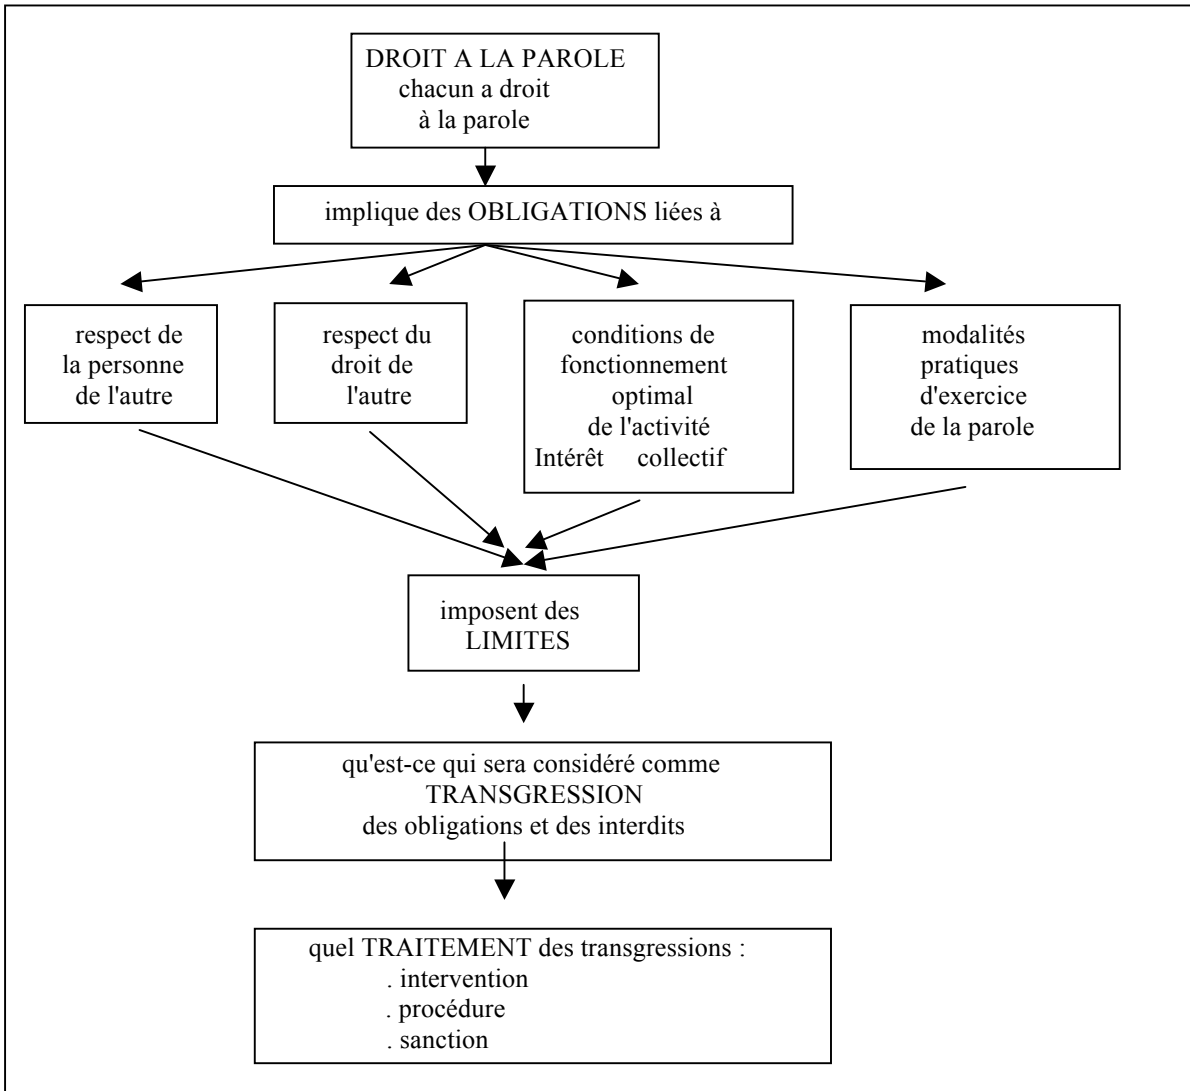 DROIT A LA PAROLE
chacun a droit
à la parole
implique des OBLIGATIONS liées à
respect de
la personne
de l'autre
respect du
droit de
l'autre
conditions de
fonctionnement
optimal
de l'activité
Intérêt collectif
modalités
pratiques
d'exercice
de la parole
imposent des
LIMITES
qu'est-ce qui sera considéré comme
TRANSGRESSION
des obligations et des interdits
quel TRAITEMENT des transgressions :
. intervention
. procédure
. sanction